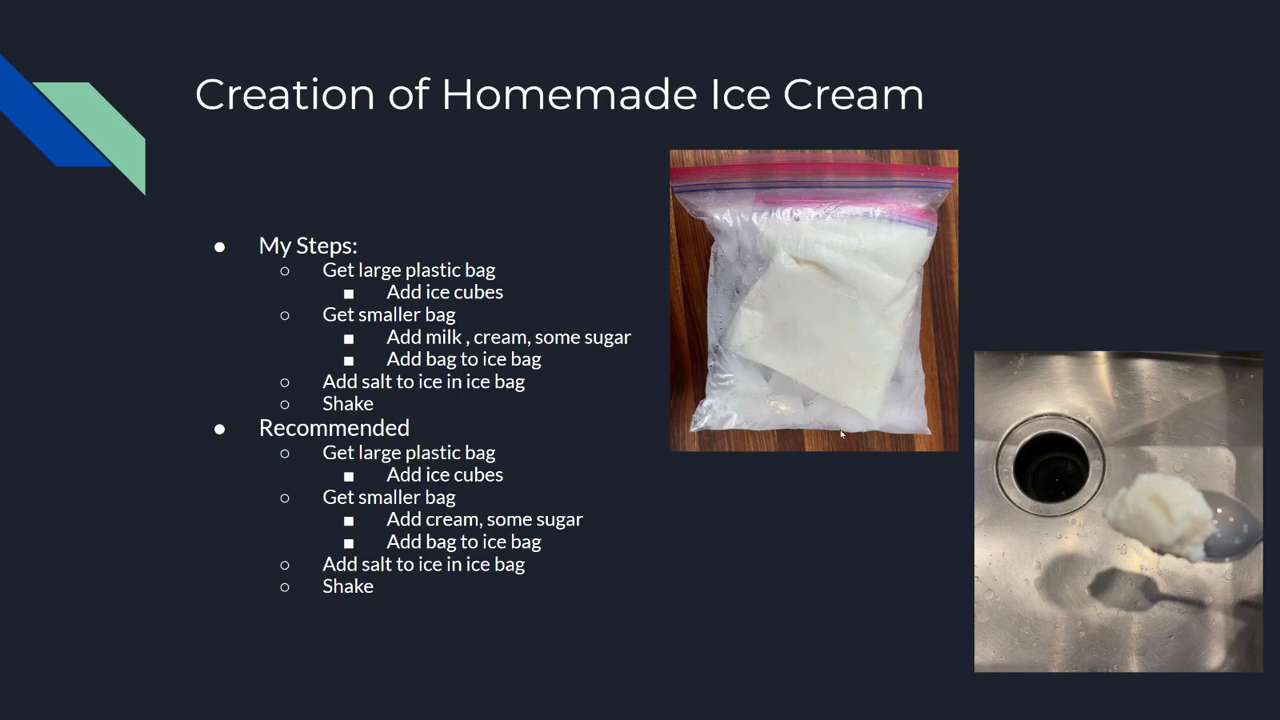 Creation of Homemade Ice Cream
My Steps:
Get large plastic bag
Add ice cubes
Get smaller bag
Add milk , cream, some sugar
Add bag to ice bag
Add salt to ice in ice bag
Shake
Recommended
Get large plastic bag
Add ice cubes
Get smaller bag
Add cream, some sugar
Add bag to ice bag
Add salt to ice in ice bag
Shake